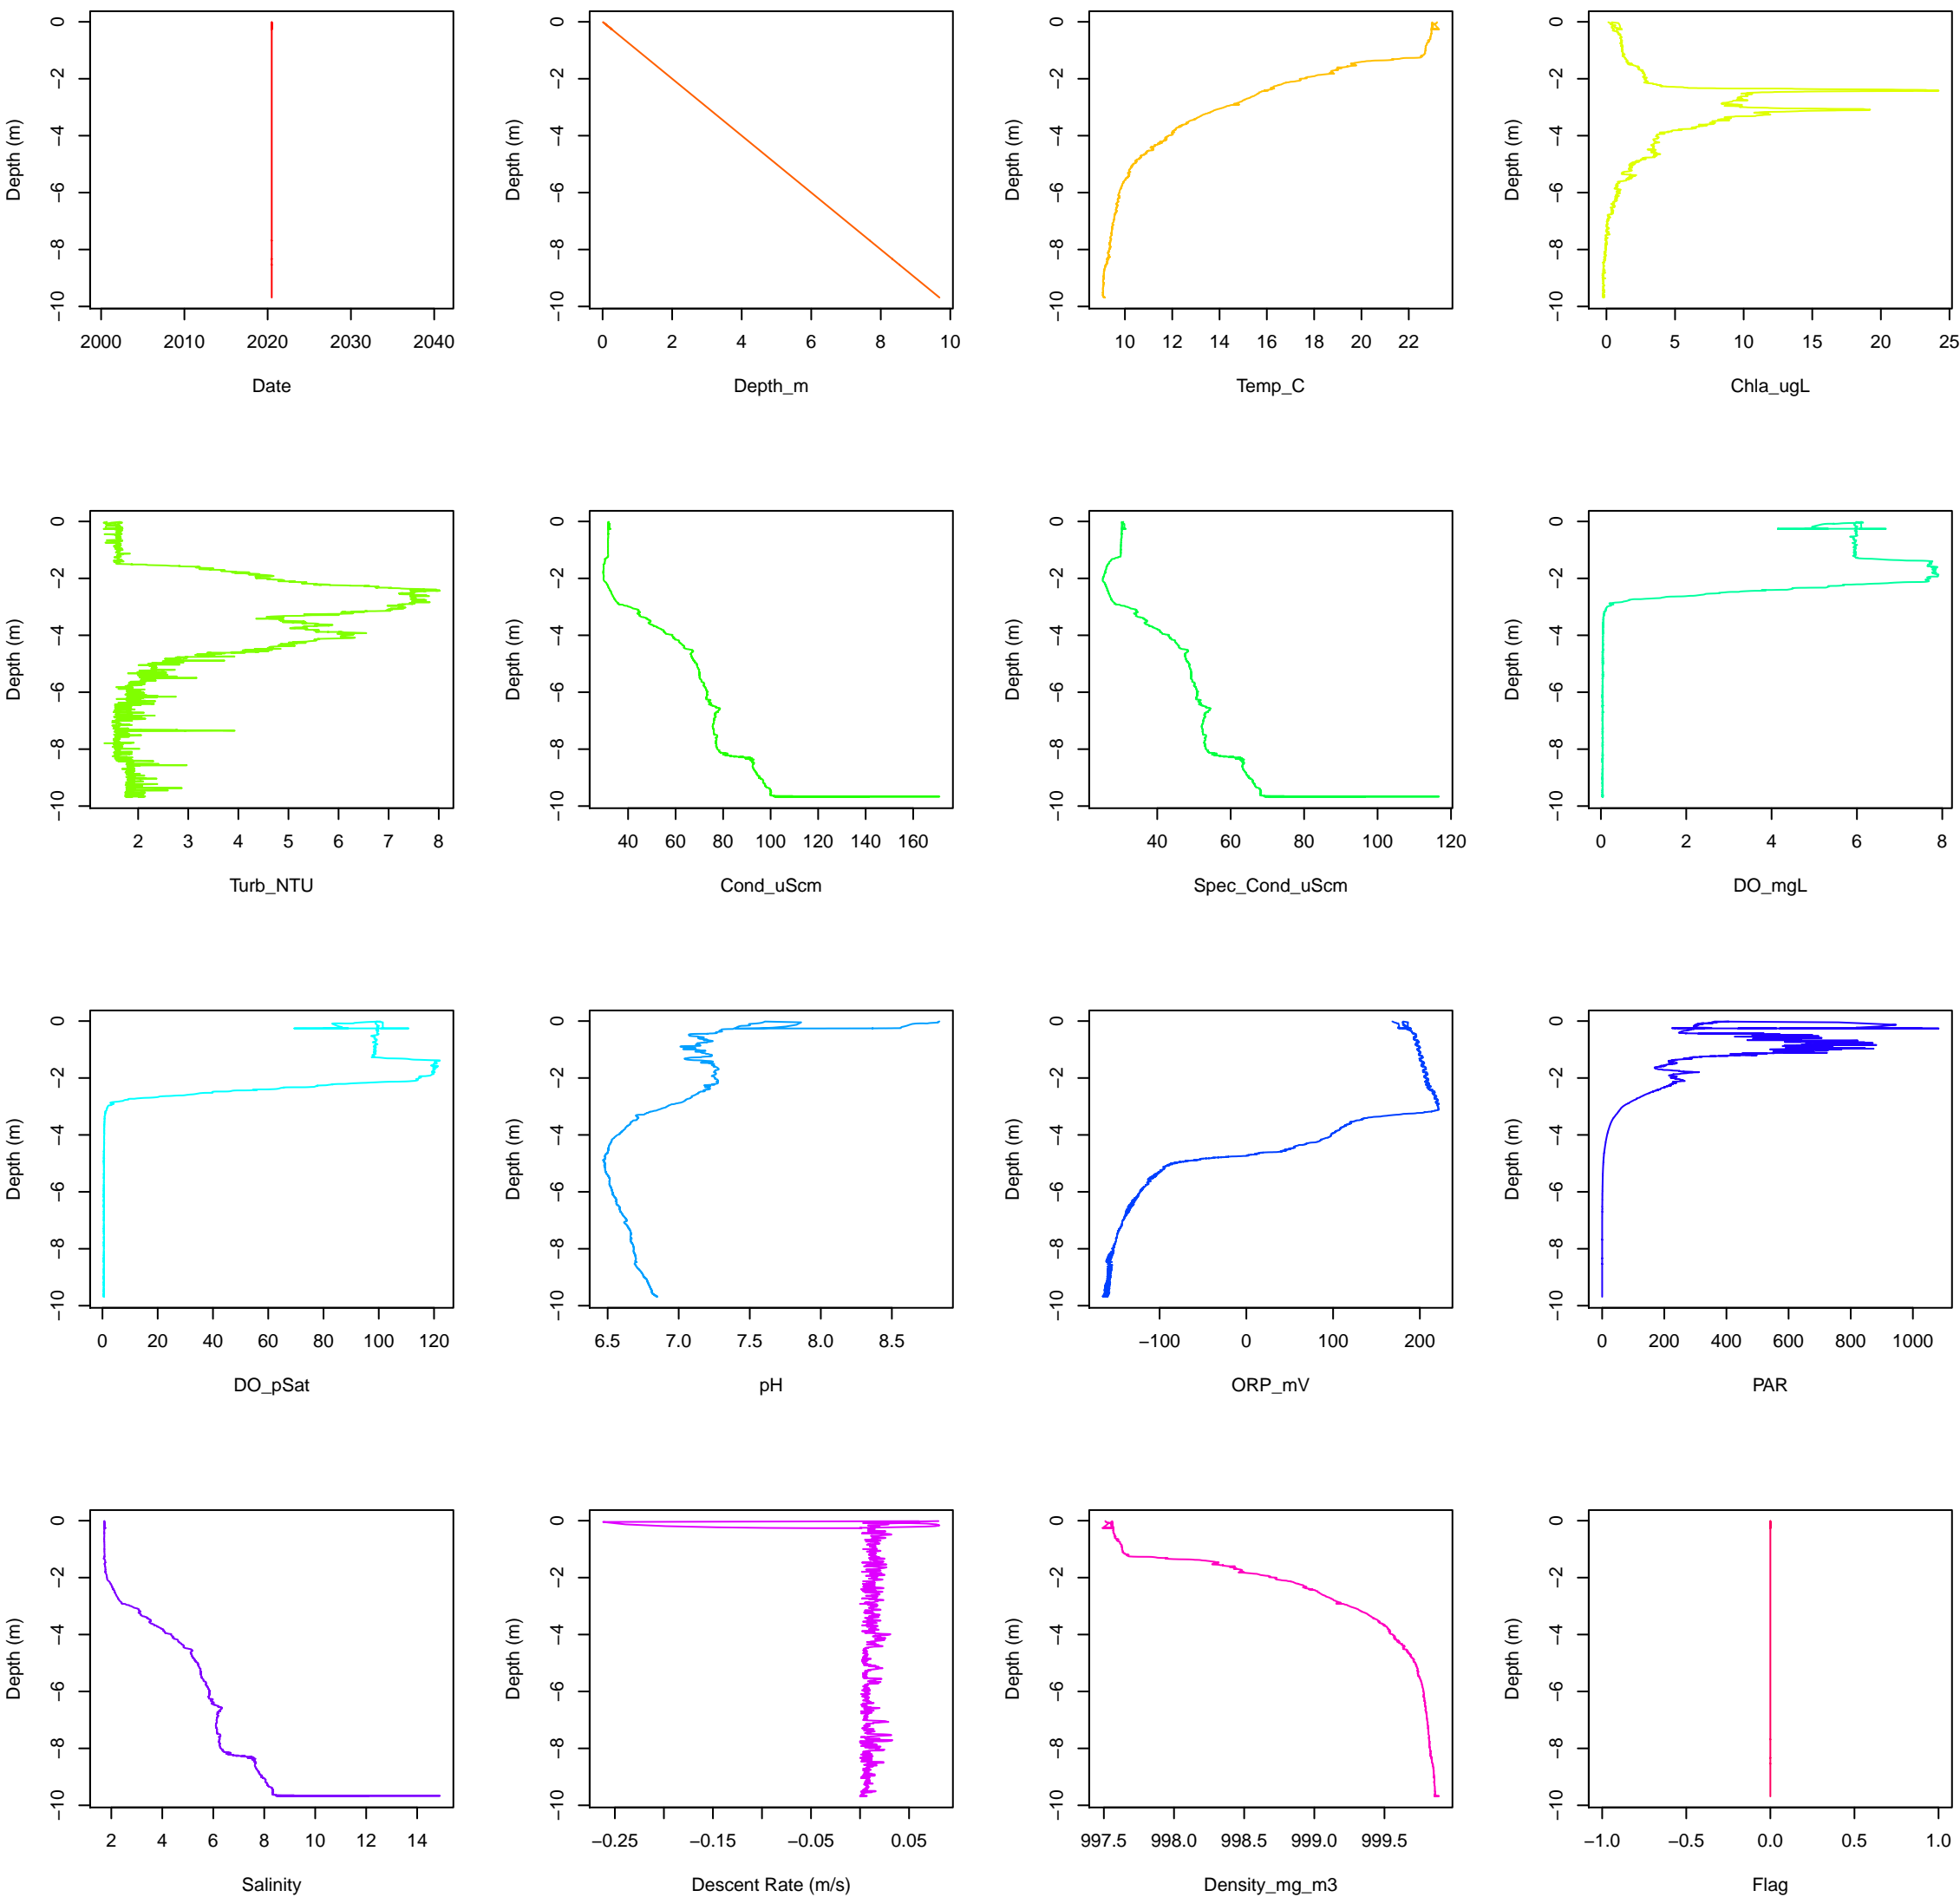 0 0 0 0
−2 −2 −2 −2
−4 −4 −4 −4
Depth (m) Depth (m) Depth (m) Depth (m)
−6 −6 −6 −6
−8 −8 −8 −8
−10 −10 −10 −10
2000 2010 2020 2030 2040 0 2 4 6 8 10 10 12 14 16 18 20 22 0 5 10 15 20 25
Date Depth_m Temp_C Chla_ugL
0 0 0 0
−2 −2 −2 −2
−4 −4 −4 −4
Depth (m) Depth (m) Depth (m) Depth (m)
−6 −6 −6 −6
−8 −8 −8 −8
−10 −10 −10 −10
2 3 4 5 6 7 8 40 60 80 100 120 140 160 40 60 80 100 120 0 2 4 6 8
Turb_NTU Cond_uScm Spec_Cond_uScm DO_mgL
0 0 0 0
−2 −2 −2 −2
−4 −4 −4 −4
Depth (m) Depth (m) Depth (m) Depth (m)
−6 −6 −6 −6
−8 −8 −8 −8
−10 −10 −10 −10
0 20 40 60 80 100 120 6.5 7.0 7.5 8.0 8.5 −100 0 100 200 0 200 400 600 800 1000
DO_pSat pH ORP_mV PAR
0 0 0 0
−2 −2 −2 −2
−4 −4 −4 −4
Depth (m) Depth (m) Depth (m) Depth (m)
−6 −6 −6 −6
−8 −8 −8 −8
−10 −10 −10 −10
2 4 6 8 10 12 14 −0.25 −0.15 −0.05 0.05 997.5 998.0 998.5 999.0 999.5 −1.0 −0.5 0.0 0.5 1.0
Salinity Descent Rate (m/s) Density_mg_m3 Flag